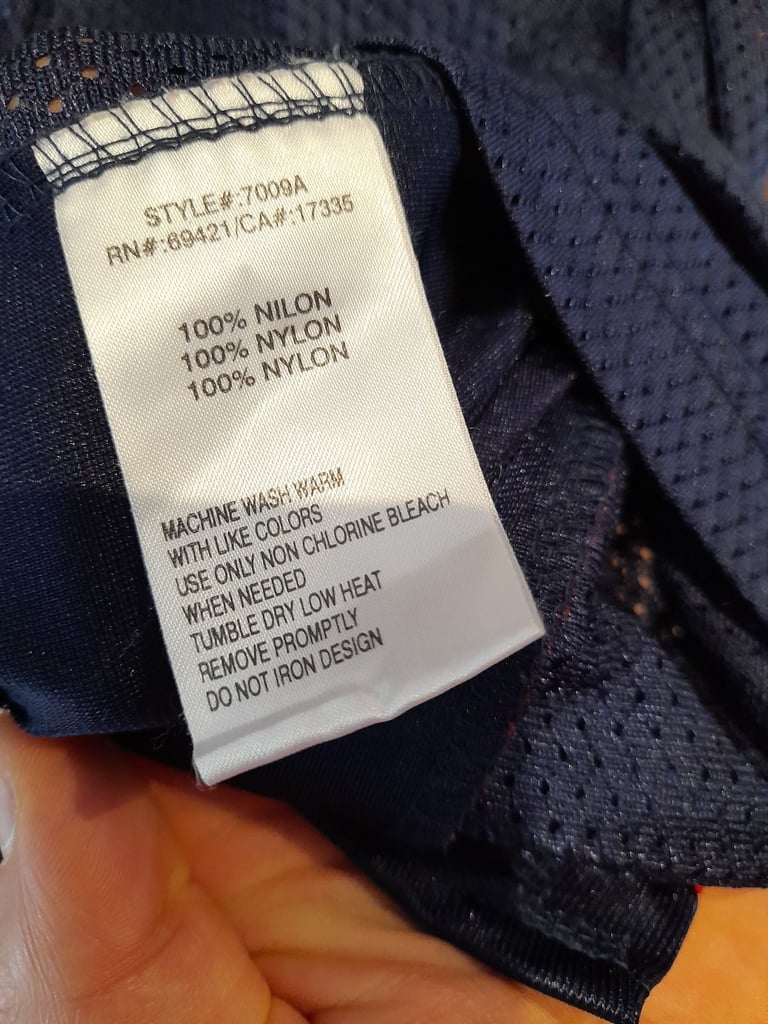 STYLE#:7009A
RN#:69421/CA#:17335
100% NILON
100% NYLON
100% NYLON
MACHINE WASH WARM
WITH LIKE COLORS
USE ONLY NON CHLORINE BLEACH
WHEN NEEDED
TUMBLE DRY LOW HEAT
REMOVE PROMPTLY
DO NOT IRON DESIGN